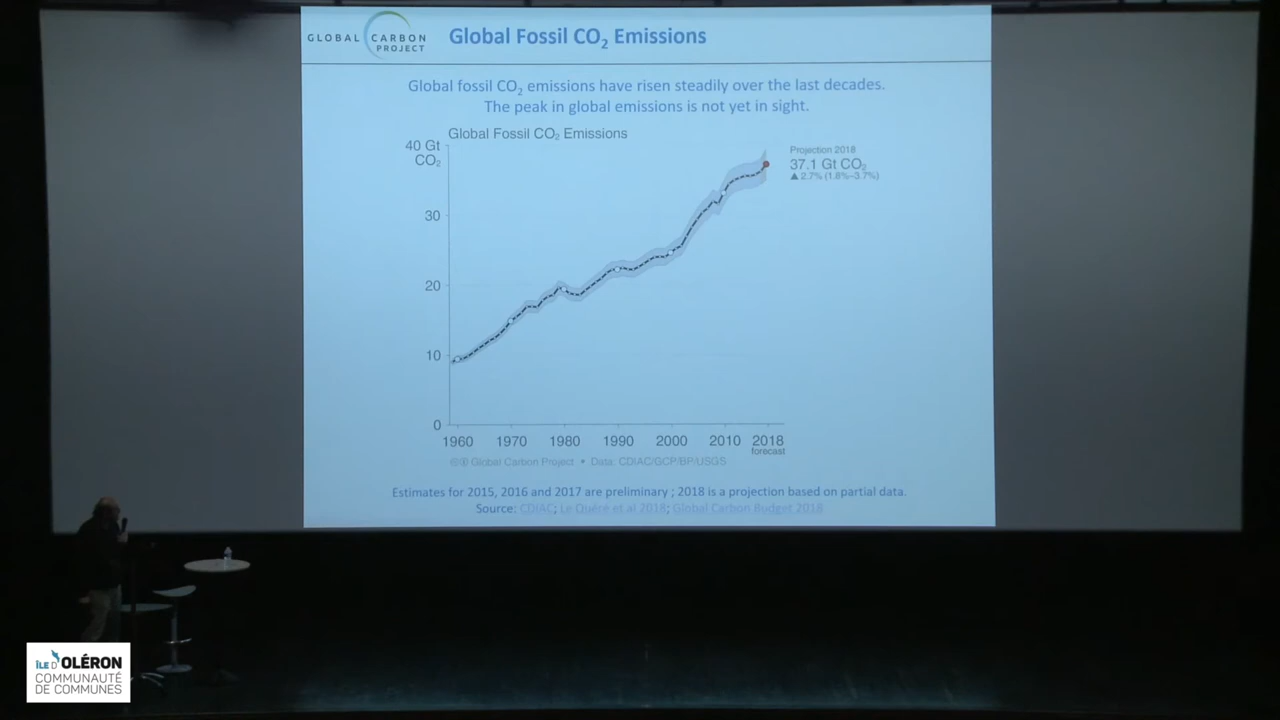 GLOBAL CARBON PROJECT
Global Fossil CO₂ Emissions
Global fossil CO₂ emissions have risen steadily over the last decades.
The peak in global emissions is not yet in sight.
Global Fossil CO₂ Emissions
40 Gt
CO₂
30
20
10
0
Projection 2018
37.1 Gt CO₂
▲ 2.7% (1.8%–3.7%)
1960 1970 1980 1990 2000 2010 2018
forecast
Global Carbon Project • Data: CDIAC/GCP/BP/USGS
Estimates for 2015, 2016 and 2017 are preliminary ; 2018 is a projection based on partial data.
Source: CDIAC; Le Quéré et al 2018; Global Carbon Budget 2018
ÎLE D'OLÉRON
COMMUNAUTÉ
DE COMMUNES